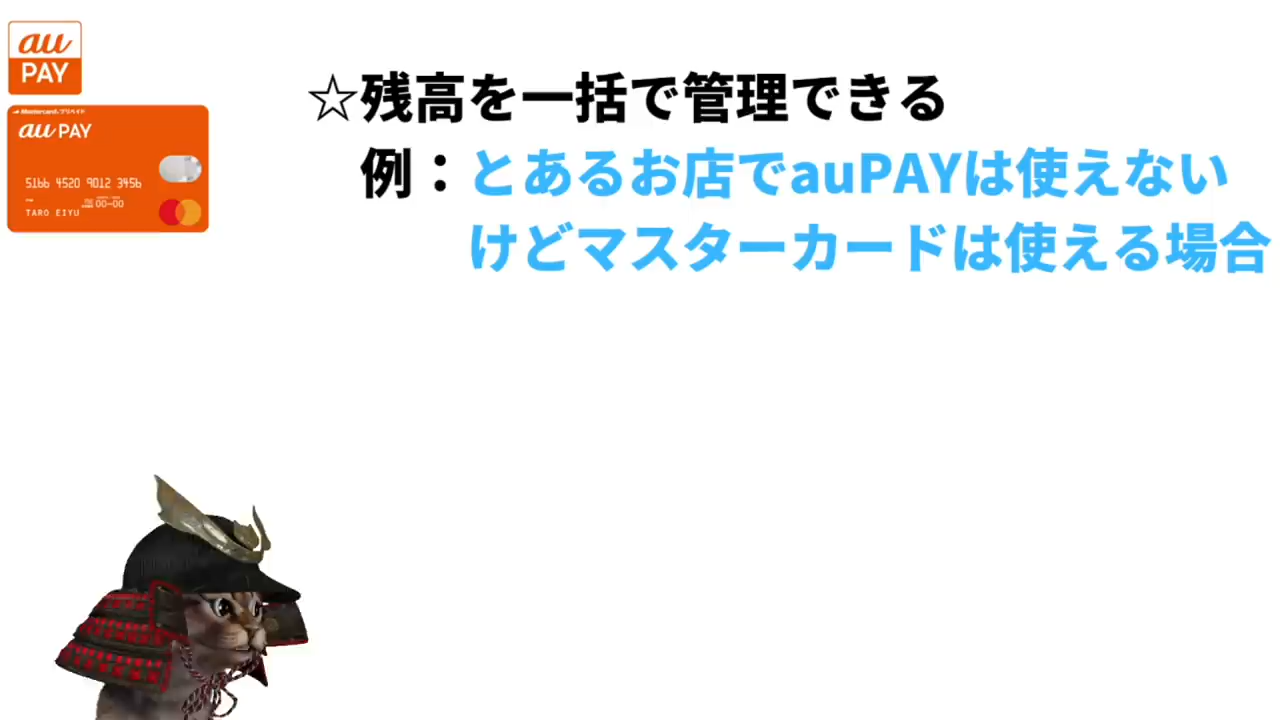 au
PAY
au PAY
5166 4520 9012 3456
00-00
TARO EIYU
☆残高を一括で管理できる
例：とあるお店でauPAYは使えない
けどマスターカードは使える場合